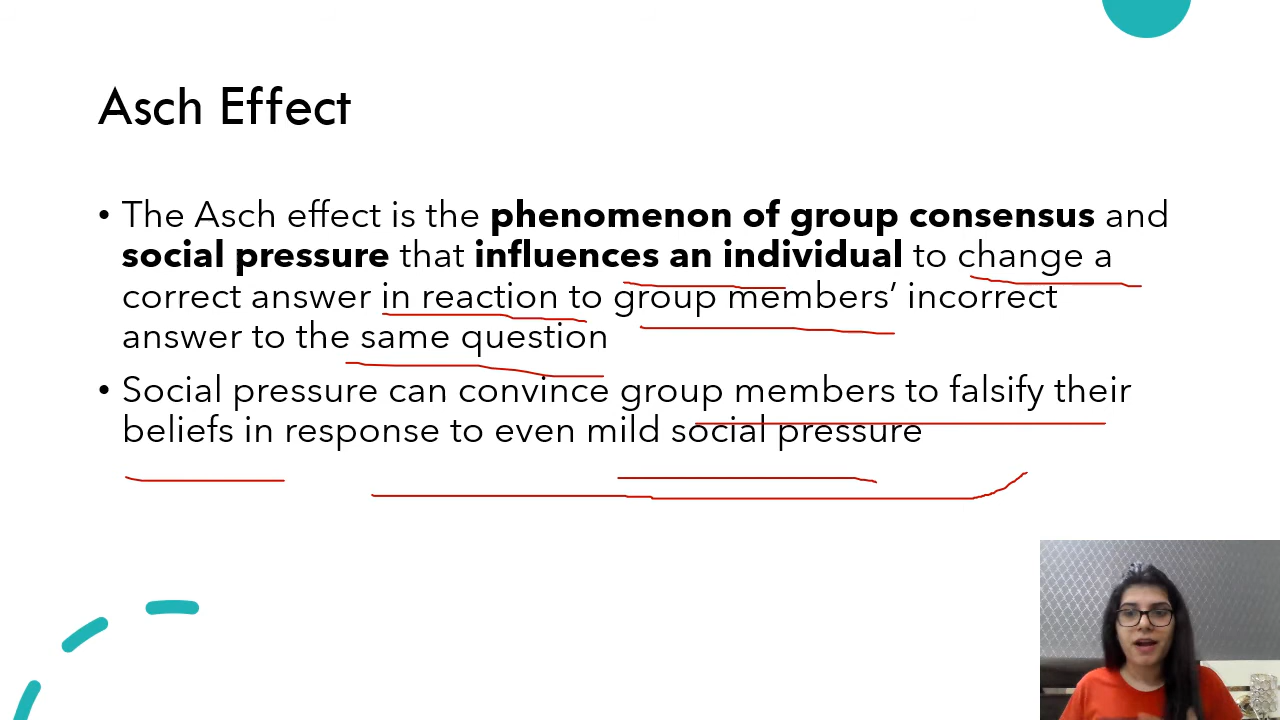 Asch Effect
• The Asch effect is the phenomenon of group consensus and
social pressure that influences an individual to change a
correct answer in reaction to group members’ incorrect
answer to the same question
• Social pressure can convince group members to falsify their
beliefs in response to even mild social pressure